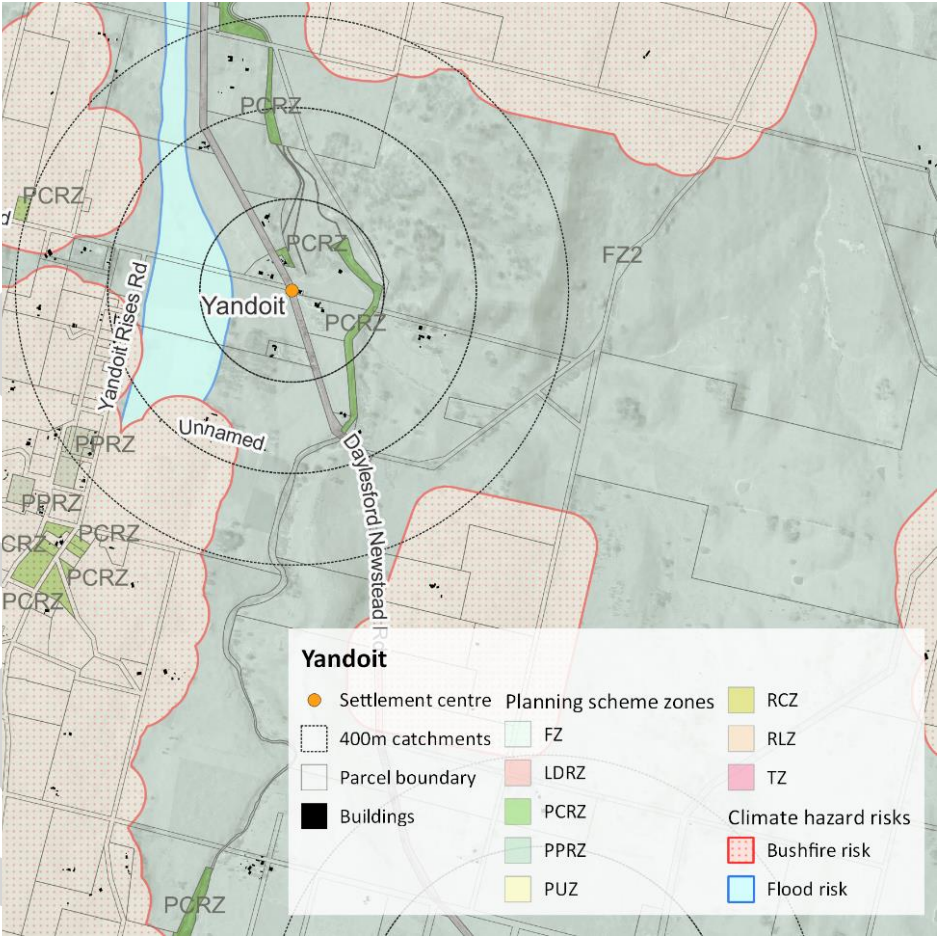 PCRZ
PCRZ
d
PCRZ
FZ2
Yandoit Rises Rd
Yandoit
PCRZ
Unnamed
PPRZ
Daylesford Newstead R
PPRZ
CRZ
PCRZ
PCRZ
PCRZ
PCRZ
Yandoit
Settlement centre
400m catchments
Parcel boundary
Buildings
Planning scheme zones
FZ
LDRZ
PCRZ
PPRZ
PUZ
RCZ
RLZ
TZ
Climate hazard risks
Bushfire risk
Flood risk